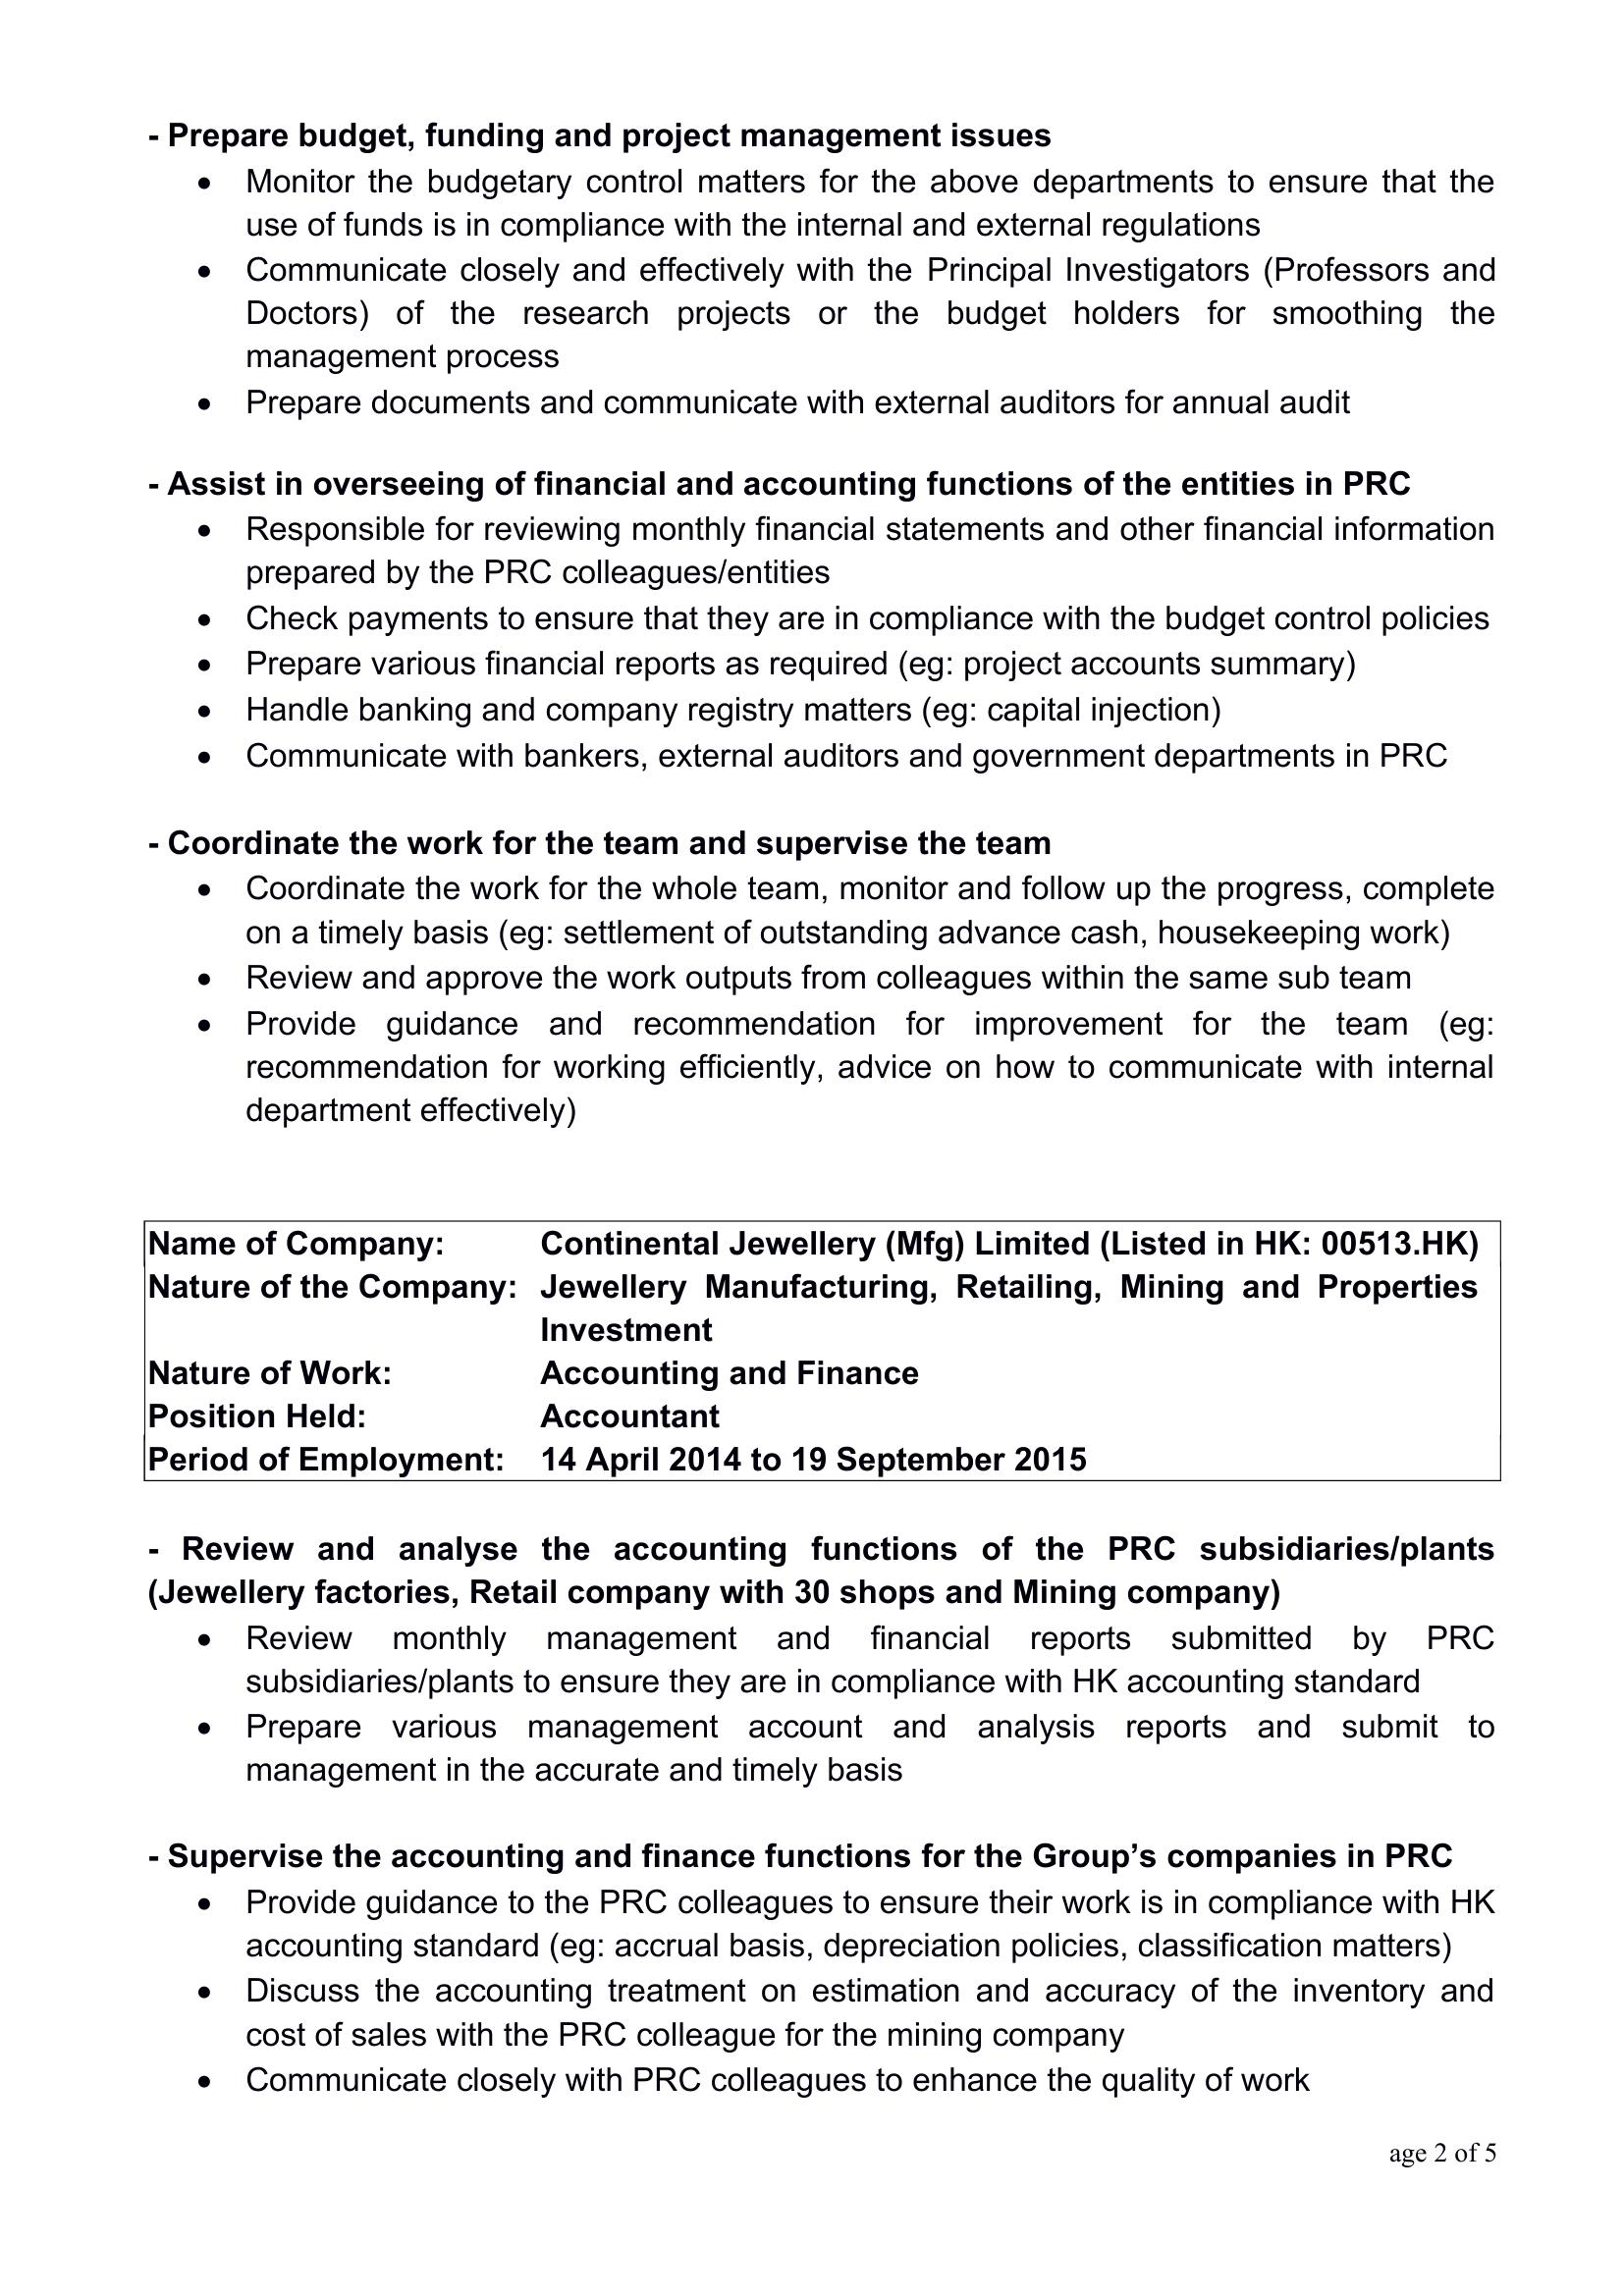 - Prepare budget, funding and project management issues
• Monitor the budgetary control matters for the above departments to ensure that the
use of funds is in compliance with the internal and external regulations
• Communicate closely and effectively with the Principal Investigators (Professors and
Doctors) of the research projects or the budget holders for smoothing the
management process
• Prepare documents and communicate with external auditors for annual audit
- Assist in overseeing of financial and accounting functions of the entities in PRC
• Responsible for reviewing monthly financial statements and other financial information
prepared by the PRC colleagues/entities
• Check payments to ensure that they are in compliance with the budget control policies
• Prepare various financial reports as required (eg: project accounts summary)
• Handle banking and company registry matters (eg: capital injection)
• Communicate with bankers, external auditors and government departments in PRC
- Coordinate the work for the team and supervise the team
• Coordinate the work for the whole team, monitor and follow up the progress, complete
on a timely basis (eg: settlement of outstanding advance cash, housekeeping work)
• Review and approve the work outputs from colleagues within the same sub team
• Provide guidance and recommendation for improvement for the team (eg:
recommendation for working efficiently, advice on how to communicate with internal
department effectively)
Name of Company: Continental Jewellery (Mfg) Limited (Listed in HK: 00513.HK)
Nature of the Company: Jewellery Manufacturing, Retailing, Mining and Properties
Investment
Nature of Work: Accounting and Finance
Position Held: Accountant
Period of Employment: 14 April 2014 to 19 September 2015
- Review and analyse the accounting functions of the PRC subsidiaries/plants
(Jewellery factories, Retail company with 30 shops and Mining company)
• Review monthly management and financial reports submitted by PRC
subsidiaries/plants to ensure they are in compliance with HK accounting standard
• Prepare various management account and analysis reports and submit to
management in the accurate and timely basis
- Supervise the accounting and finance functions for the Group’s companies in PRC
• Provide guidance to the PRC colleagues to ensure their work is in compliance with HK
accounting standard (eg: accrual basis, depreciation policies, classification matters)
• Discuss the accounting treatment on estimation and accuracy of the inventory and
cost of sales with the PRC colleague for the mining company
• Communicate closely with PRC colleagues to enhance the quality of work
age 2 of 5